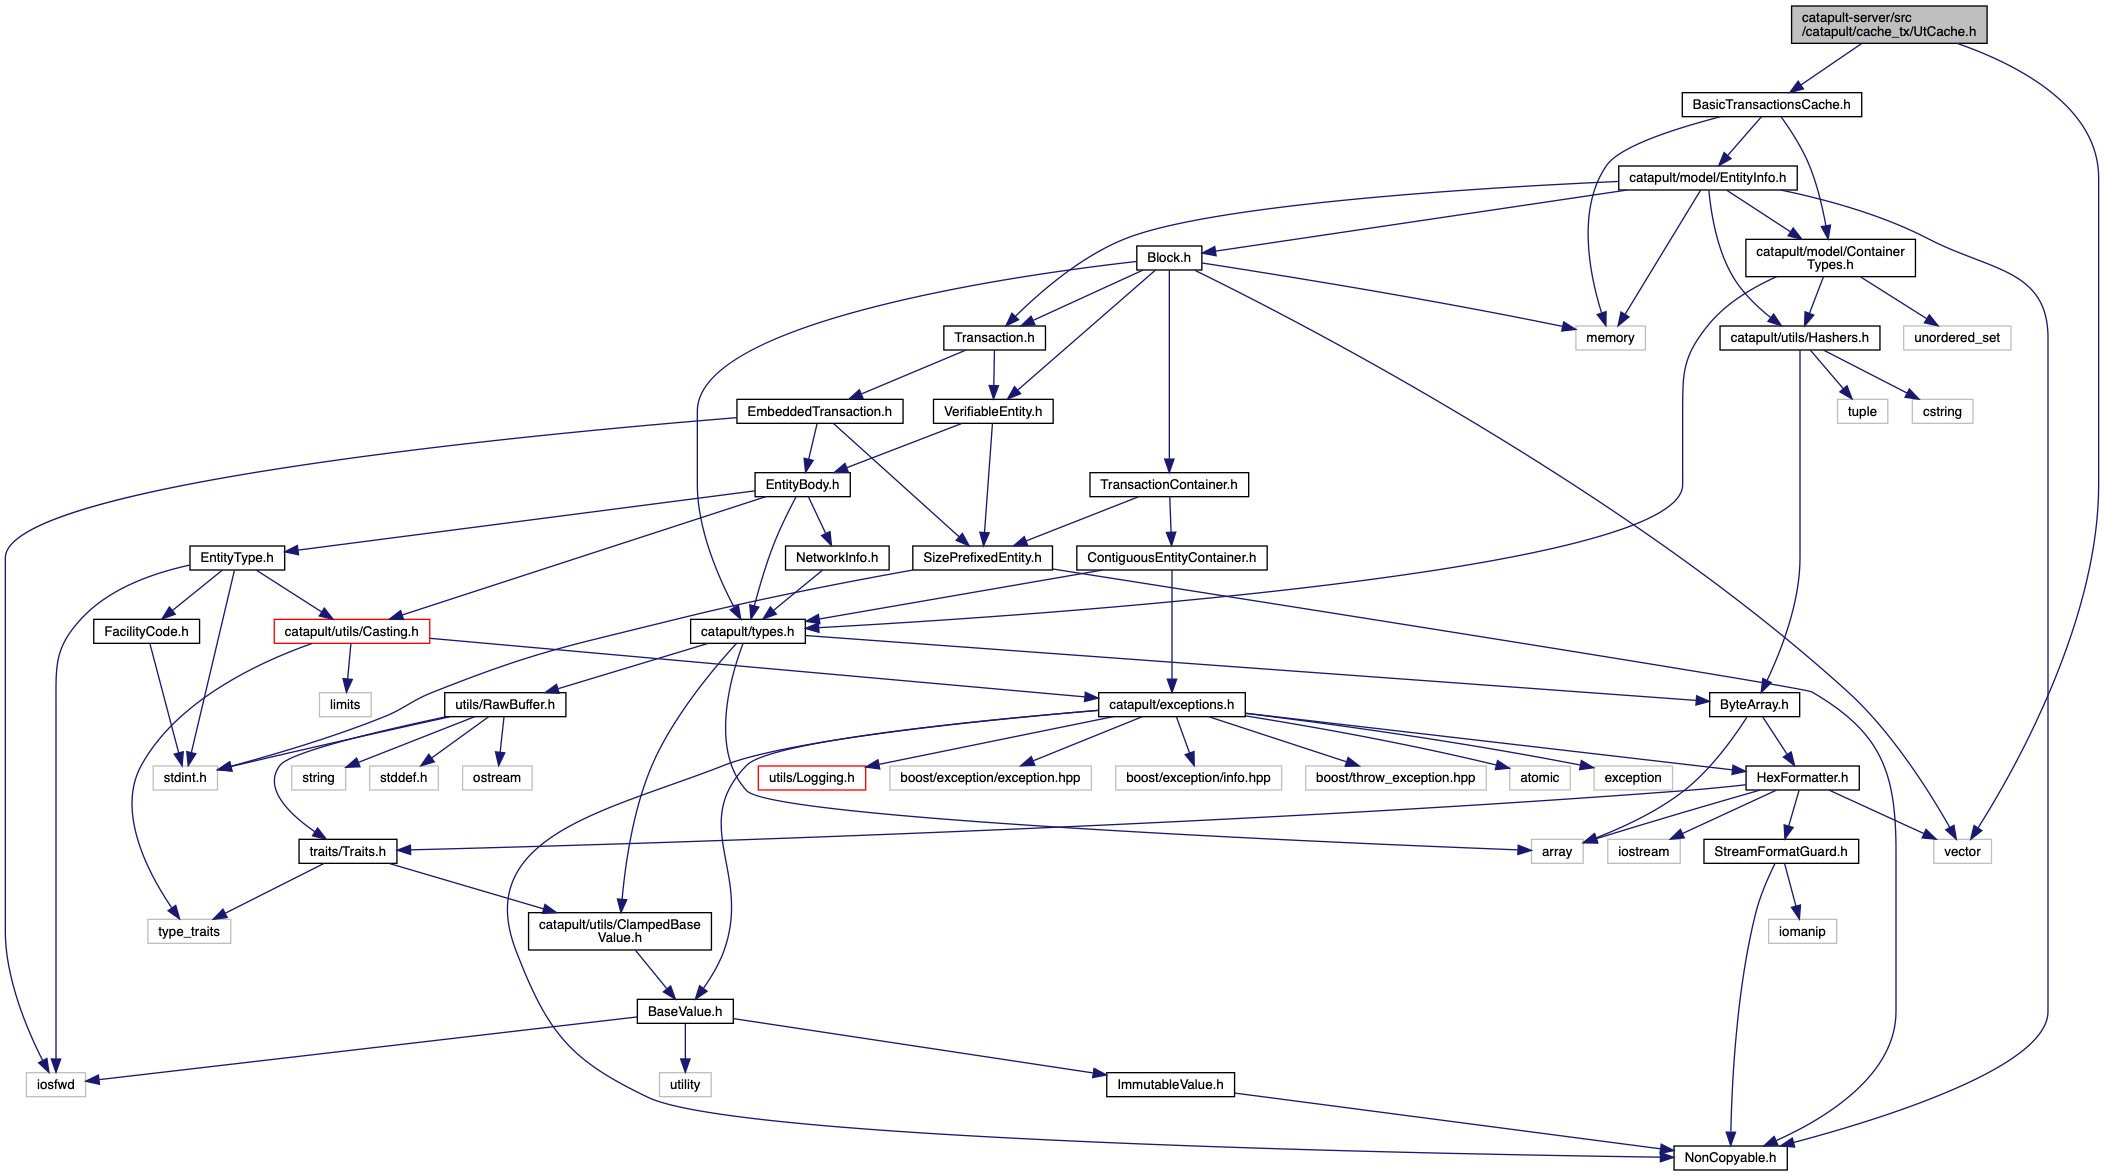 catapult-server/src
/catapult/cache_tx/UtCache.h
BasicTransactionsCache.h
catapult/model/EntityInfo.h
Block.h
catapult/model/Container
Types.h
Transaction.h
memory
catapult/utils/Hashers.h
unordered_set
EmbeddedTransaction.h
VerifiableEntity.h
tuple
cstring
EntityBody.h
TransactionContainer.h
EntityType.h
NetworkInfo.h
SizePrefixedEntity.h
ContiguousEntityContainer.h
FacilityCode.h
catapult/utils/Casting.h
catapult/types.h
limits
utils/RawBuffer.h
catapult/exceptions.h
ByteArray.h
stdint.h
string
stddef.h
ostream
utils/Logging.h
boost/exception/exception.hpp
boost/exception/info.hpp
boost/throw_exception.hpp
atomic
exception
HexFormatter.h
traits/Traits.h
array
iostream
StreamFormatGuard.h
vector
type_traits
catapult/utils/ClampedBase
Value.h
iomanip
BaseValue.h
iosfwd
utility
ImmutableValue.h
NonCopyable.h